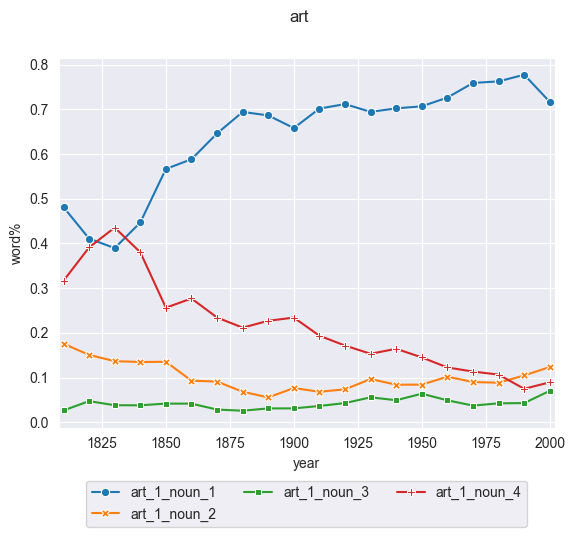 art
0.8
0.7
0.6
0.5
0.4
0.3
0.2
0.1
0.0
word%
1825 1850 1875 1900 1925 1950 1975 2000
year
art_1_noun_1 art_1_noun_3 art_1_noun_4
art_1_noun_2